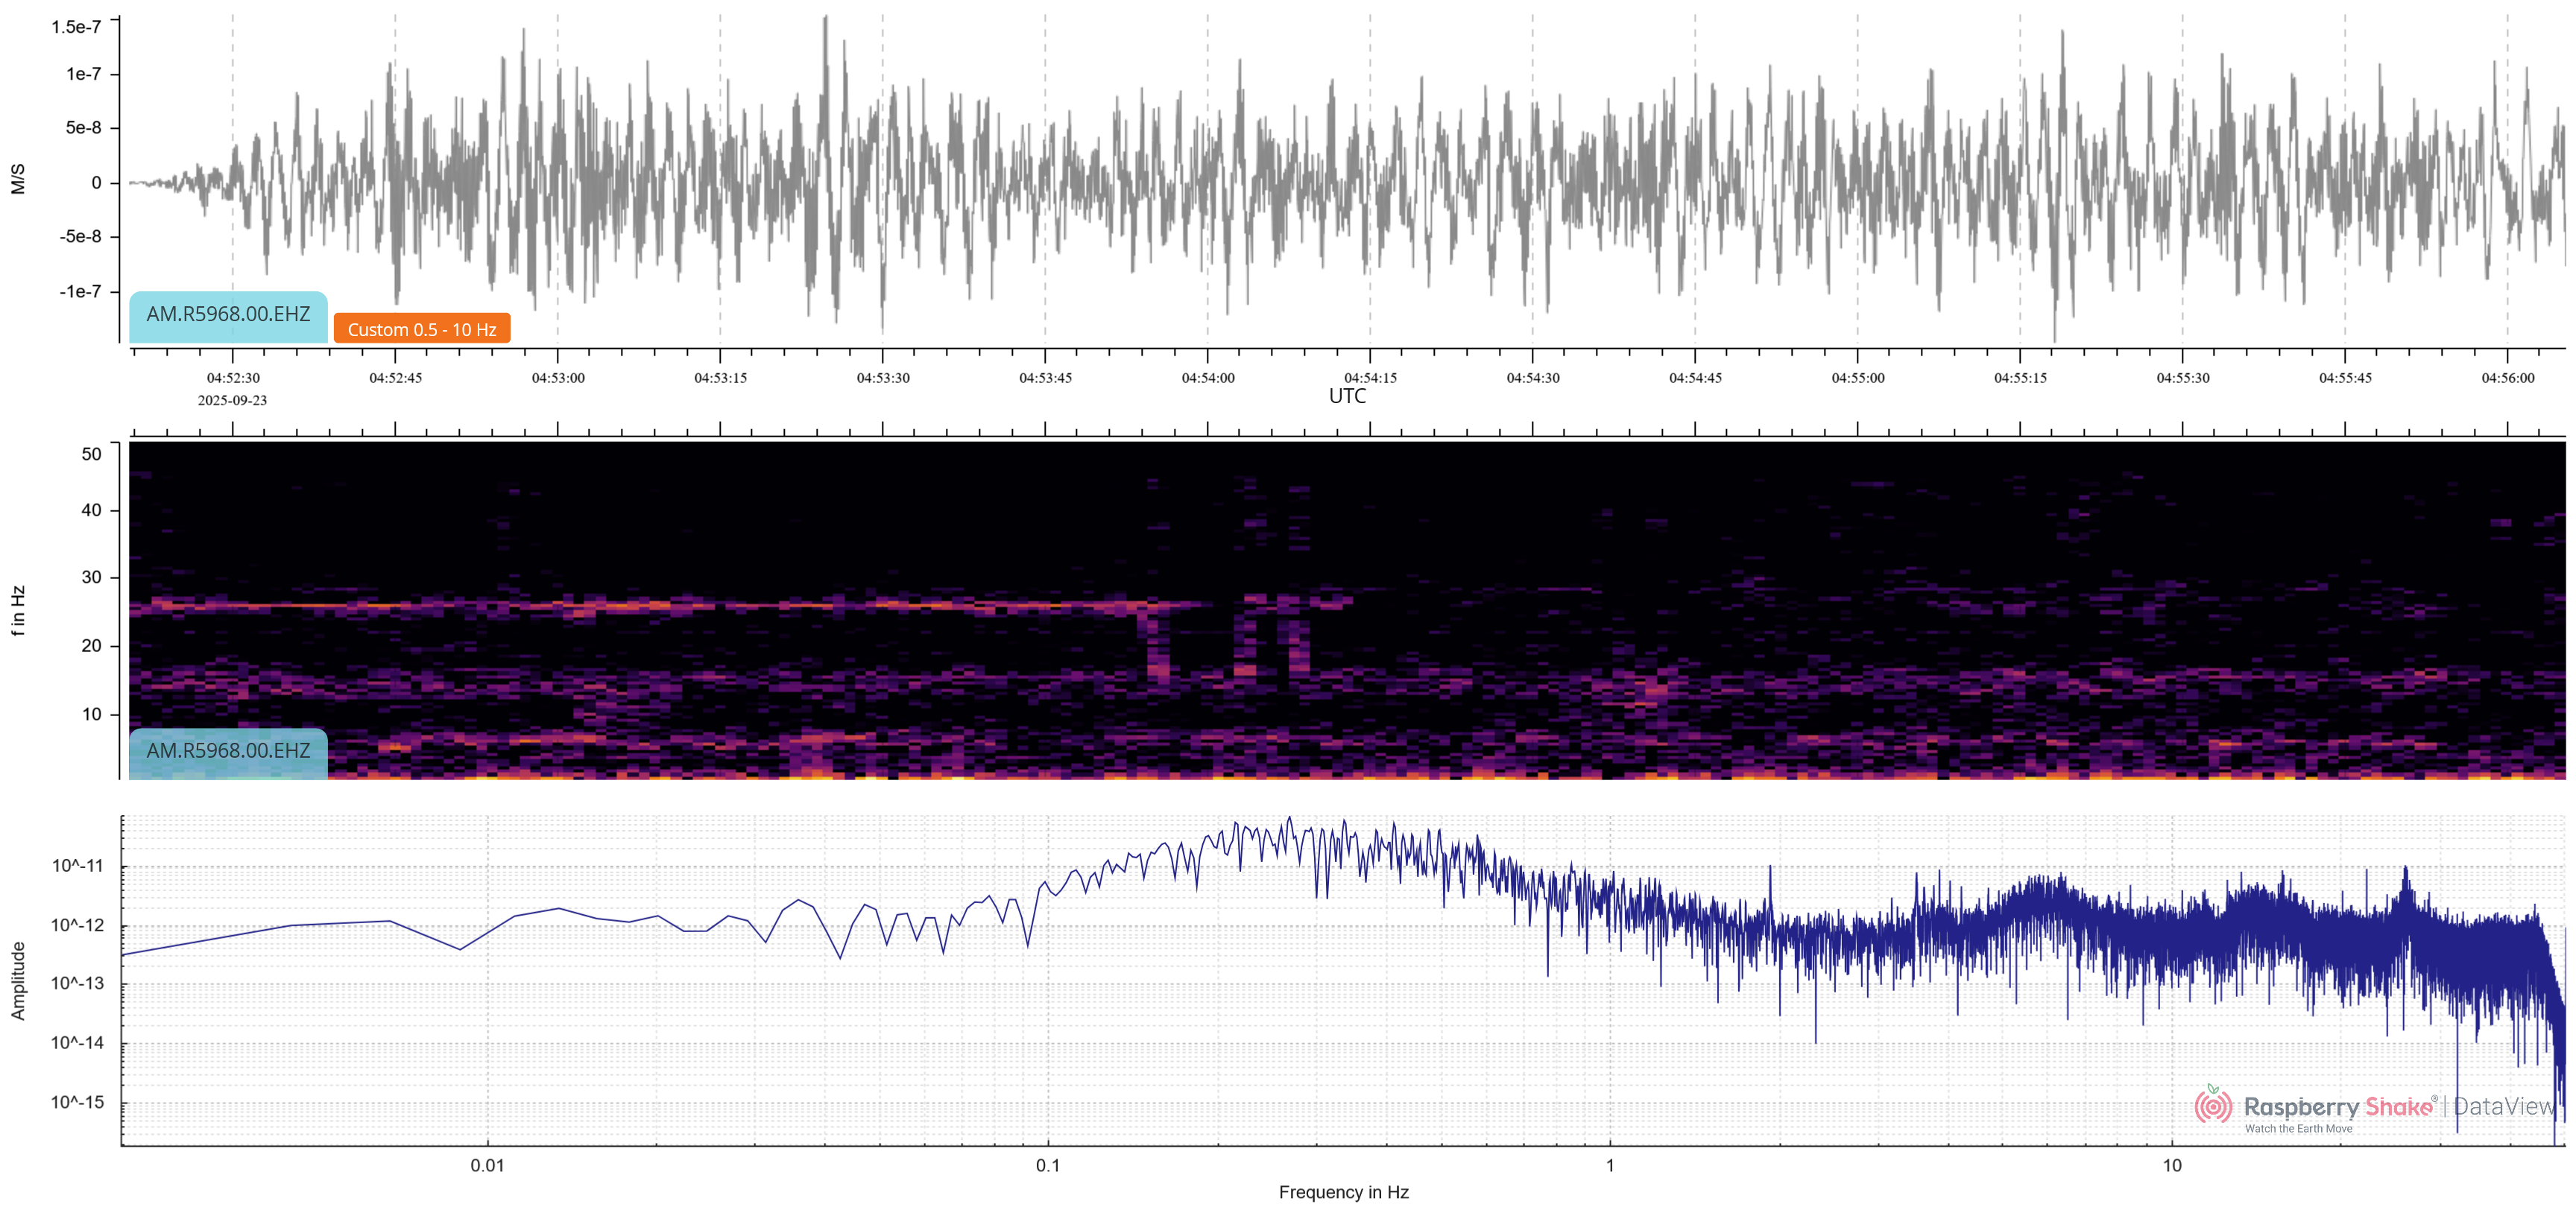 1.5e-7
1e-7
5e-8
0
-5e-8
-1e-7
M/S
AM.R5968.00.EHZ
Custom 0.5 - 10 Hz
04:52:30 04:52:45 04:53:00 04:53:15 04:53:30 04:53:45 04:54:00 04:54:15 04:54:30 04:54:45 04:55:00 04:55:15 04:55:30 04:55:45 04:56:00
2025-09-23
UTC
50
40
30
20
10
f in Hz
AM.R5968.00.EHZ
10^-11
10^-12
10^-13
10^-14
10^-15
Amplitude
Raspberry Shake® | DataView
Watch the Earth Move
0.01 0.1 1 10
Frequency in Hz